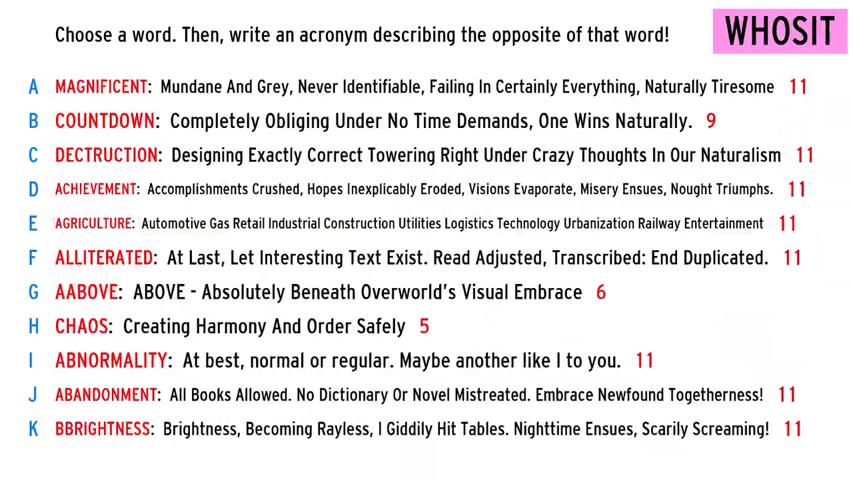 Choose a word. Then, write an acronym describing the opposite of that word!
WHOSIT
A MAGNIFICENT: Mundane And Grey, Never Identifiable, Failing In Certainly Everything, Naturally Tiresome 11
B COUNTDOWN: Completely Obliging Under No Time Demands, One Wins Naturally. 9
C DECTRUCTION: Designing Exactly Correct Towering Right Under Crazy Thoughts In Our Naturalism 11
D ACHIEVEMENT: Accomplishments Crushed, Hopes Inexplicably Eroded, Visions Evaporate, Misery Ensues, Nought Triumphs. 11
E AGRICULTURE: Automotive Gas Retail Industrial Construction Utilities Logistics Technology Urbanization Railway Entertainment 11
F ALLITERATED: At Last, Let Interesting Text Exist. Read Adjusted, Transcribed: End Duplicated. 11
G AABOVE: ABOVE - Absolutely Beneath Overworld's Visual Embrace 6
H CHAOS: Creating Harmony And Order Safely 5
I ABNORMALITY: At best, normal or regular. Maybe another like I to you. 11
J ABANDONMENT: All Books Allowed. No Dictionary Or Novel Mistreated. Embrace Newfound Togetherness! 11
K BBRIGHTNESS: Brightness, Becoming Rayless, I Giddily Hit Tables. Nighttime Ensues, Scarily Screaming! 11